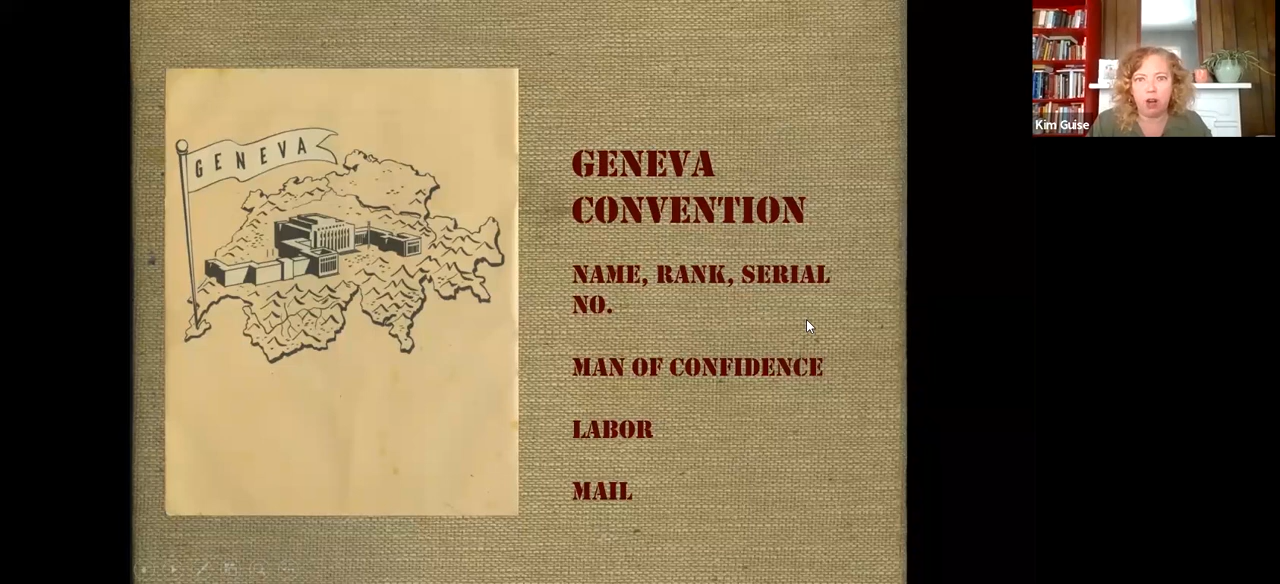 GENEVA
GENEVA
CONVENTION
NAME, RANK, SERIAL
NO.
MAN OF CONFIDENCE
LABOR
MAIL
Kim Guise